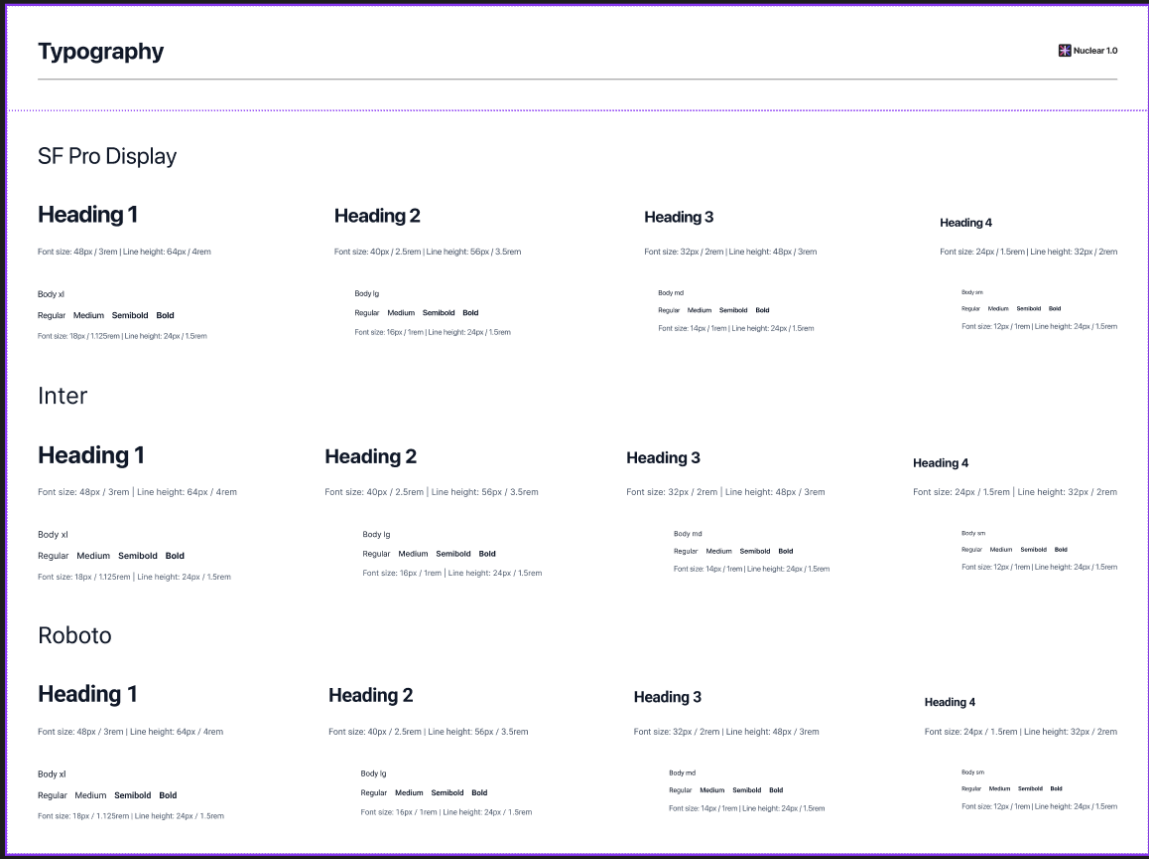 Typography
Nuclear 1.0
SF Pro Display
Heading 1
Heading 2
Heading 3
Heading 4
Font size: 48px / 3rem | Line height: 64px / 4rem
Font size: 40px / 2.5rem | Line height: 56px / 3.5rem
Font size: 32px / 2rem | Line height: 48px / 3rem
Font size: 24px / 1.5rem | Line height: 32px / 2rem
Body xl
Regular Medium Semibold Bold
Font size: 18px / 1.125rem | Line height: 24px / 1.5rem
Body lg
Regular Medium Semibold Bold
Font size: 16px / 1rem | Line height: 24px / 1.5rem
Body md
Regular Medium Semibold Bold
Font size: 14px / 1rem | Line height: 24px / 1.5rem
Body sm
Regular Medium Semibold Bold
Font size: 12px / 1rem | Line height: 24px / 1.5rem
Inter
Heading 1
Heading 2
Heading 3
Heading 4
Font size: 48px / 3rem | Line height: 64px / 4rem
Font size: 40px / 2.5rem | Line height: 56px / 3.5rem
Font size: 32px / 2rem | Line height: 48px / 3rem
Font size: 24px / 1.5rem | Line height: 32px / 2rem
Body xl
Regular Medium Semibold Bold
Font size: 18px / 1.125rem | Line height: 24px / 1.5rem
Body lg
Regular Medium Semibold Bold
Font size: 16px / 1rem | Line height: 24px / 1.5rem
Body md
Regular Medium Semibold Bold
Font size: 14px / 1rem | Line height: 24px / 1.5rem
Body sm
Regular Medium Semibold Bold
Font size: 12px / 1rem | Line height: 24px / 1.5rem
Roboto
Heading 1
Heading 2
Heading 3
Heading 4
Font size: 48px / 3rem | Line height: 64px / 4rem
Font size: 40px / 2.5rem | Line height: 56px / 3.5rem
Font size: 32px / 2rem | Line height: 48px / 3rem
Font size: 24px / 1.5rem | Line height: 32px / 2rem
Body xl
Regular Medium Semibold Bold
Font size: 18px / 1.125rem | Line height: 24px / 1.5rem
Body lg
Regular Medium Semibold Bold
Font size: 16px / 1rem | Line height: 24px / 1.5rem
Body md
Regular Medium Semibold Bold
Font size: 14px / 1rem | Line height: 24px / 1.5rem
Body sm
Regular Medium Semibold Bold
Font size: 12px / 1rem | Line height: 24px / 1.5rem